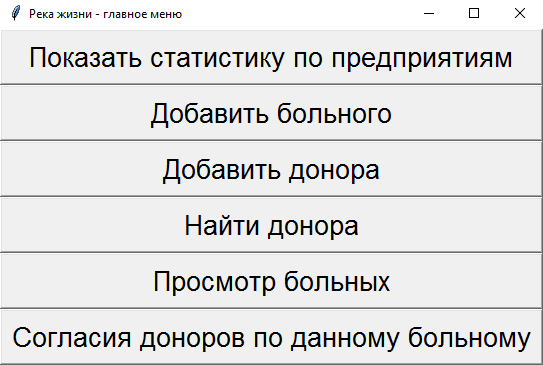 Река жизни - главное меню
Показать статистику по предприятиям
Добавить больного
Добавить донора
Найти донора
Просмотр больных
Согласия доноров по данному больному